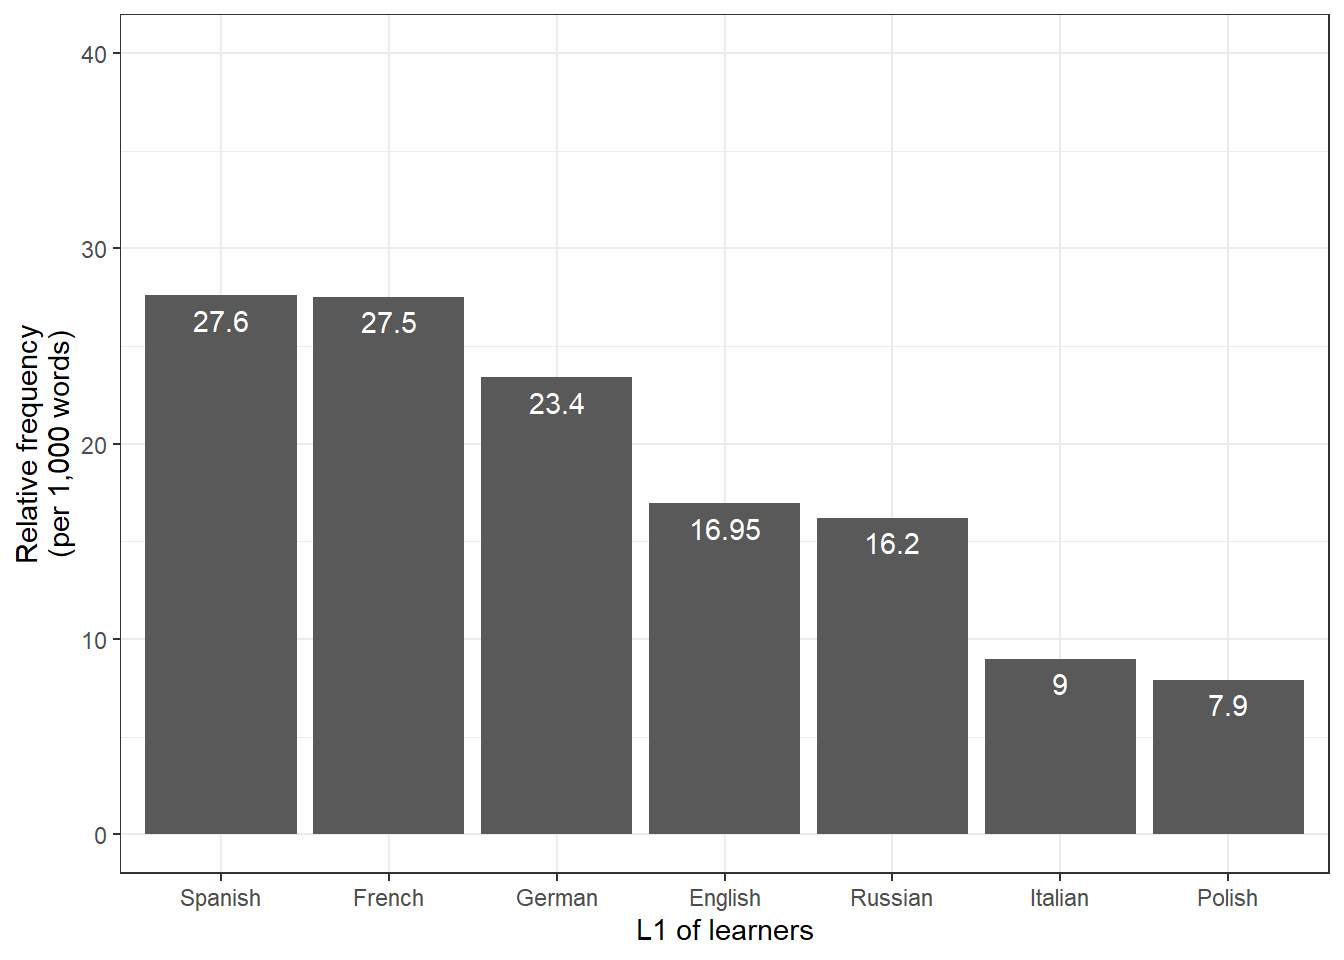 Relative frequency
(per 1,000 words)
40
30
20
10
0
27.6
27.5
23.4
16.95
16.2
9
7.9
Spanish
French
German
English
Russian
Italian
Polish
L1 of learners